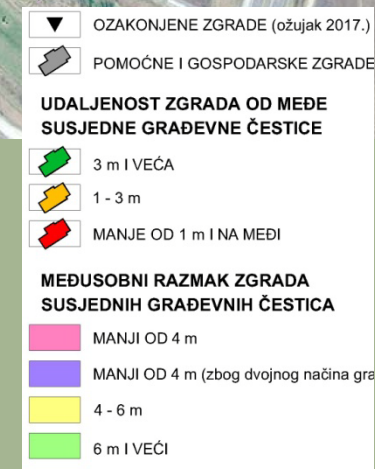 OZAKONJENE ZGRADE (ožujak 2017.)
POMOĆNE I GOSPODARSKE ZGRADE
UDALJENOST ZGRADA OD MEĐE
SUSJEDNE GRAĐEVNE ČESTICE
3 m I VEĆA
1 - 3 m
MANJE OD 1 m I NA MEĐI
MEĐUSOBNI RAZMAK ZGRADA
SUSJEDNIH GRAĐEVNIH ČESTICA
MANJI OD 4 m
MANJI OD 4 m (zbog dvojnog načina gra
4 - 6 m
6 m I VEĆI